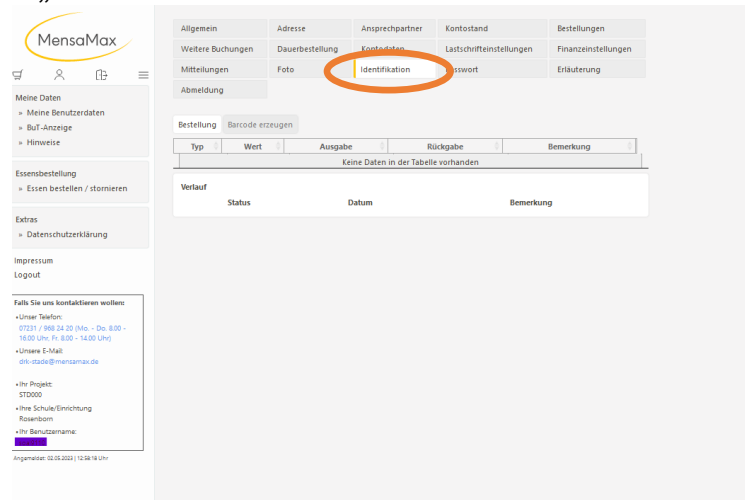 „
MensaMax
Meine Daten
» Meine Benutzerdaten
» BuT-Anzeige
» Hinweise
Essensbestellung
» Essen bestellen / stornieren
Extras
» Datenschutzerklärung
Impressum
Logout
Falls Sie uns kontaktieren wollen:
•Unser Telefon:
07231 / 968 24 20 (Mo. - Do. 8.00 -
16.00 Uhr, Fr. 8.00 - 14.00 Uhr)
•Unsere E-Mail:
drk-stade@mensamax.de
•Ihr Projekt:
STD000
•Ihre Schule/Einrichtung
Rosenborn
•Ihr Benutzername:
Angemeldet: 02.05.2023 | 12:58:18 Uhr
Allgemein Adresse Ansprechpartner Kontostand Bestellungen
Weitere Buchungen Dauerbestellung Kontodaten Lastschrifteinstellungen Finanzeinstellungen
Mitteilungen Foto Identifikation Passwort Erläuterung
Abmeldung
Bestellung Barcode erzeugen
Typ Wert Ausgabe Rückgabe Bemerkung
Keine Daten in der Tabelle vorhanden
Verlauf
Status Datum Bemerkung